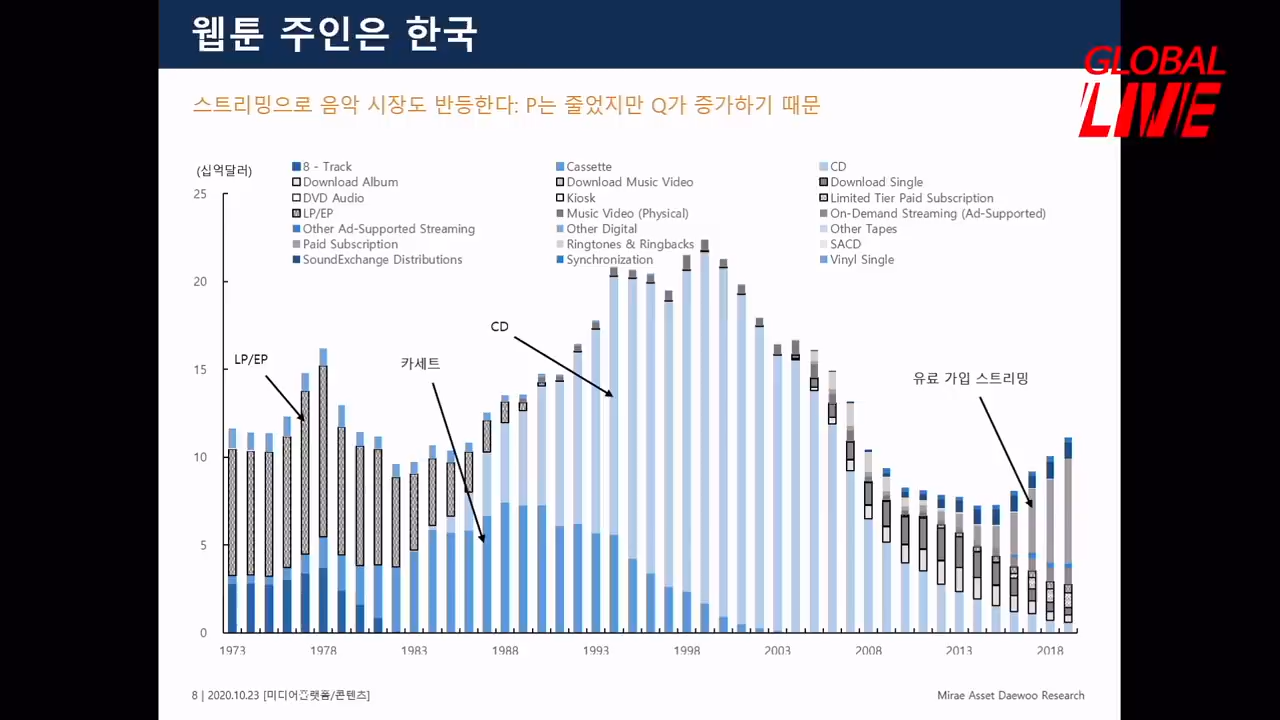 웹툰 주인은 한국
GLOBAL
LIVE
스트리밍으로 음악 시장도 반등한다: P는 줄었지만 Q가 증가하기 때문
(십억달러)
8 - Track
Cassette
CD
Download Album
Download Music Video
Download Single
DVD Audio
Kiosk
Limited Tier Paid Subscription
LP/EP
Music Video (Physical)
On-Demand Streaming (Ad-Supported)
Other Ad-Supported Streaming
Other Digital
Other Tapes
Paid Subscription
Ringtones & Ringbacks
SACD
SoundExchange Distributions
Synchronization
Vinyl Single
25
20
15
10
5
0
LP/EP
카세트
CD
유료 가입 스트리밍
1973
1978
1983
1988
1993
1998
2003
2008
2013
2018
8 | 2020.10.23 [미디어플랫폼/콘텐츠]
Mirae Asset Daewoo Research